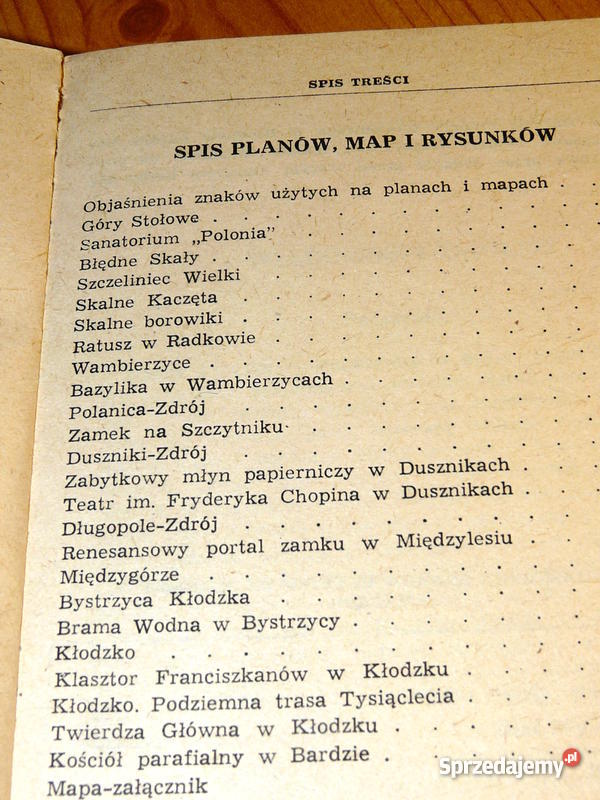 SPIS TREŚCI
SPIS PLANÓW, MAP I RYSUNKÓW
Objaśnienia znaków użytych na planach i mapach . .
Góry Stołowe . . . . . . . . . . .
Sanatorium „Polonia" . . . . . . . . .
Błędne Skały . . . . . . . . . . .
Szczeliniec Wielki . . . . . . . . . .
Skalne Kaczęta . . . . . . . . . . .
Skalne borowiki . . . . . . . . . . .
Ratusz w Radkowie . . . . . . . . .
Wambierzyce . . . . . . . . . . .
Bazylika w Wambierzycach . . . . . . .
Polanica-Zdrój . . . . . . . . . .
Zamek na Szczytniku . . . . . . . .
Duszniki-Zdrój . . . . . . . . . .
Zabytkowy młyn papierniczy w Dusznikach . .
Teatr im. Fryderyka Chopina w Dusznikach . .
Długopole-Zdrój . . . . . . . . . .
Renesansowy portal zamku w Międzylesiu . .
Międzygórze . . . . . . . . . . .
Bystrzyca Kłodzka . . . . . . . . .
Brama Wodna w Bystrzycy . . . . . . .
Kłodzko . . . . . . . . . . . .
Klasztor Franciszkanów w Kłodzku . . . .
Kłodzko. Podziemna trasa Tysiąclecia . . . .
Twierdza Główna w Kłodzku . . . . . .
Kościół parafialny w Bardzie . . . . . .
Mapa-załącznik
Sprzedajemy.pl